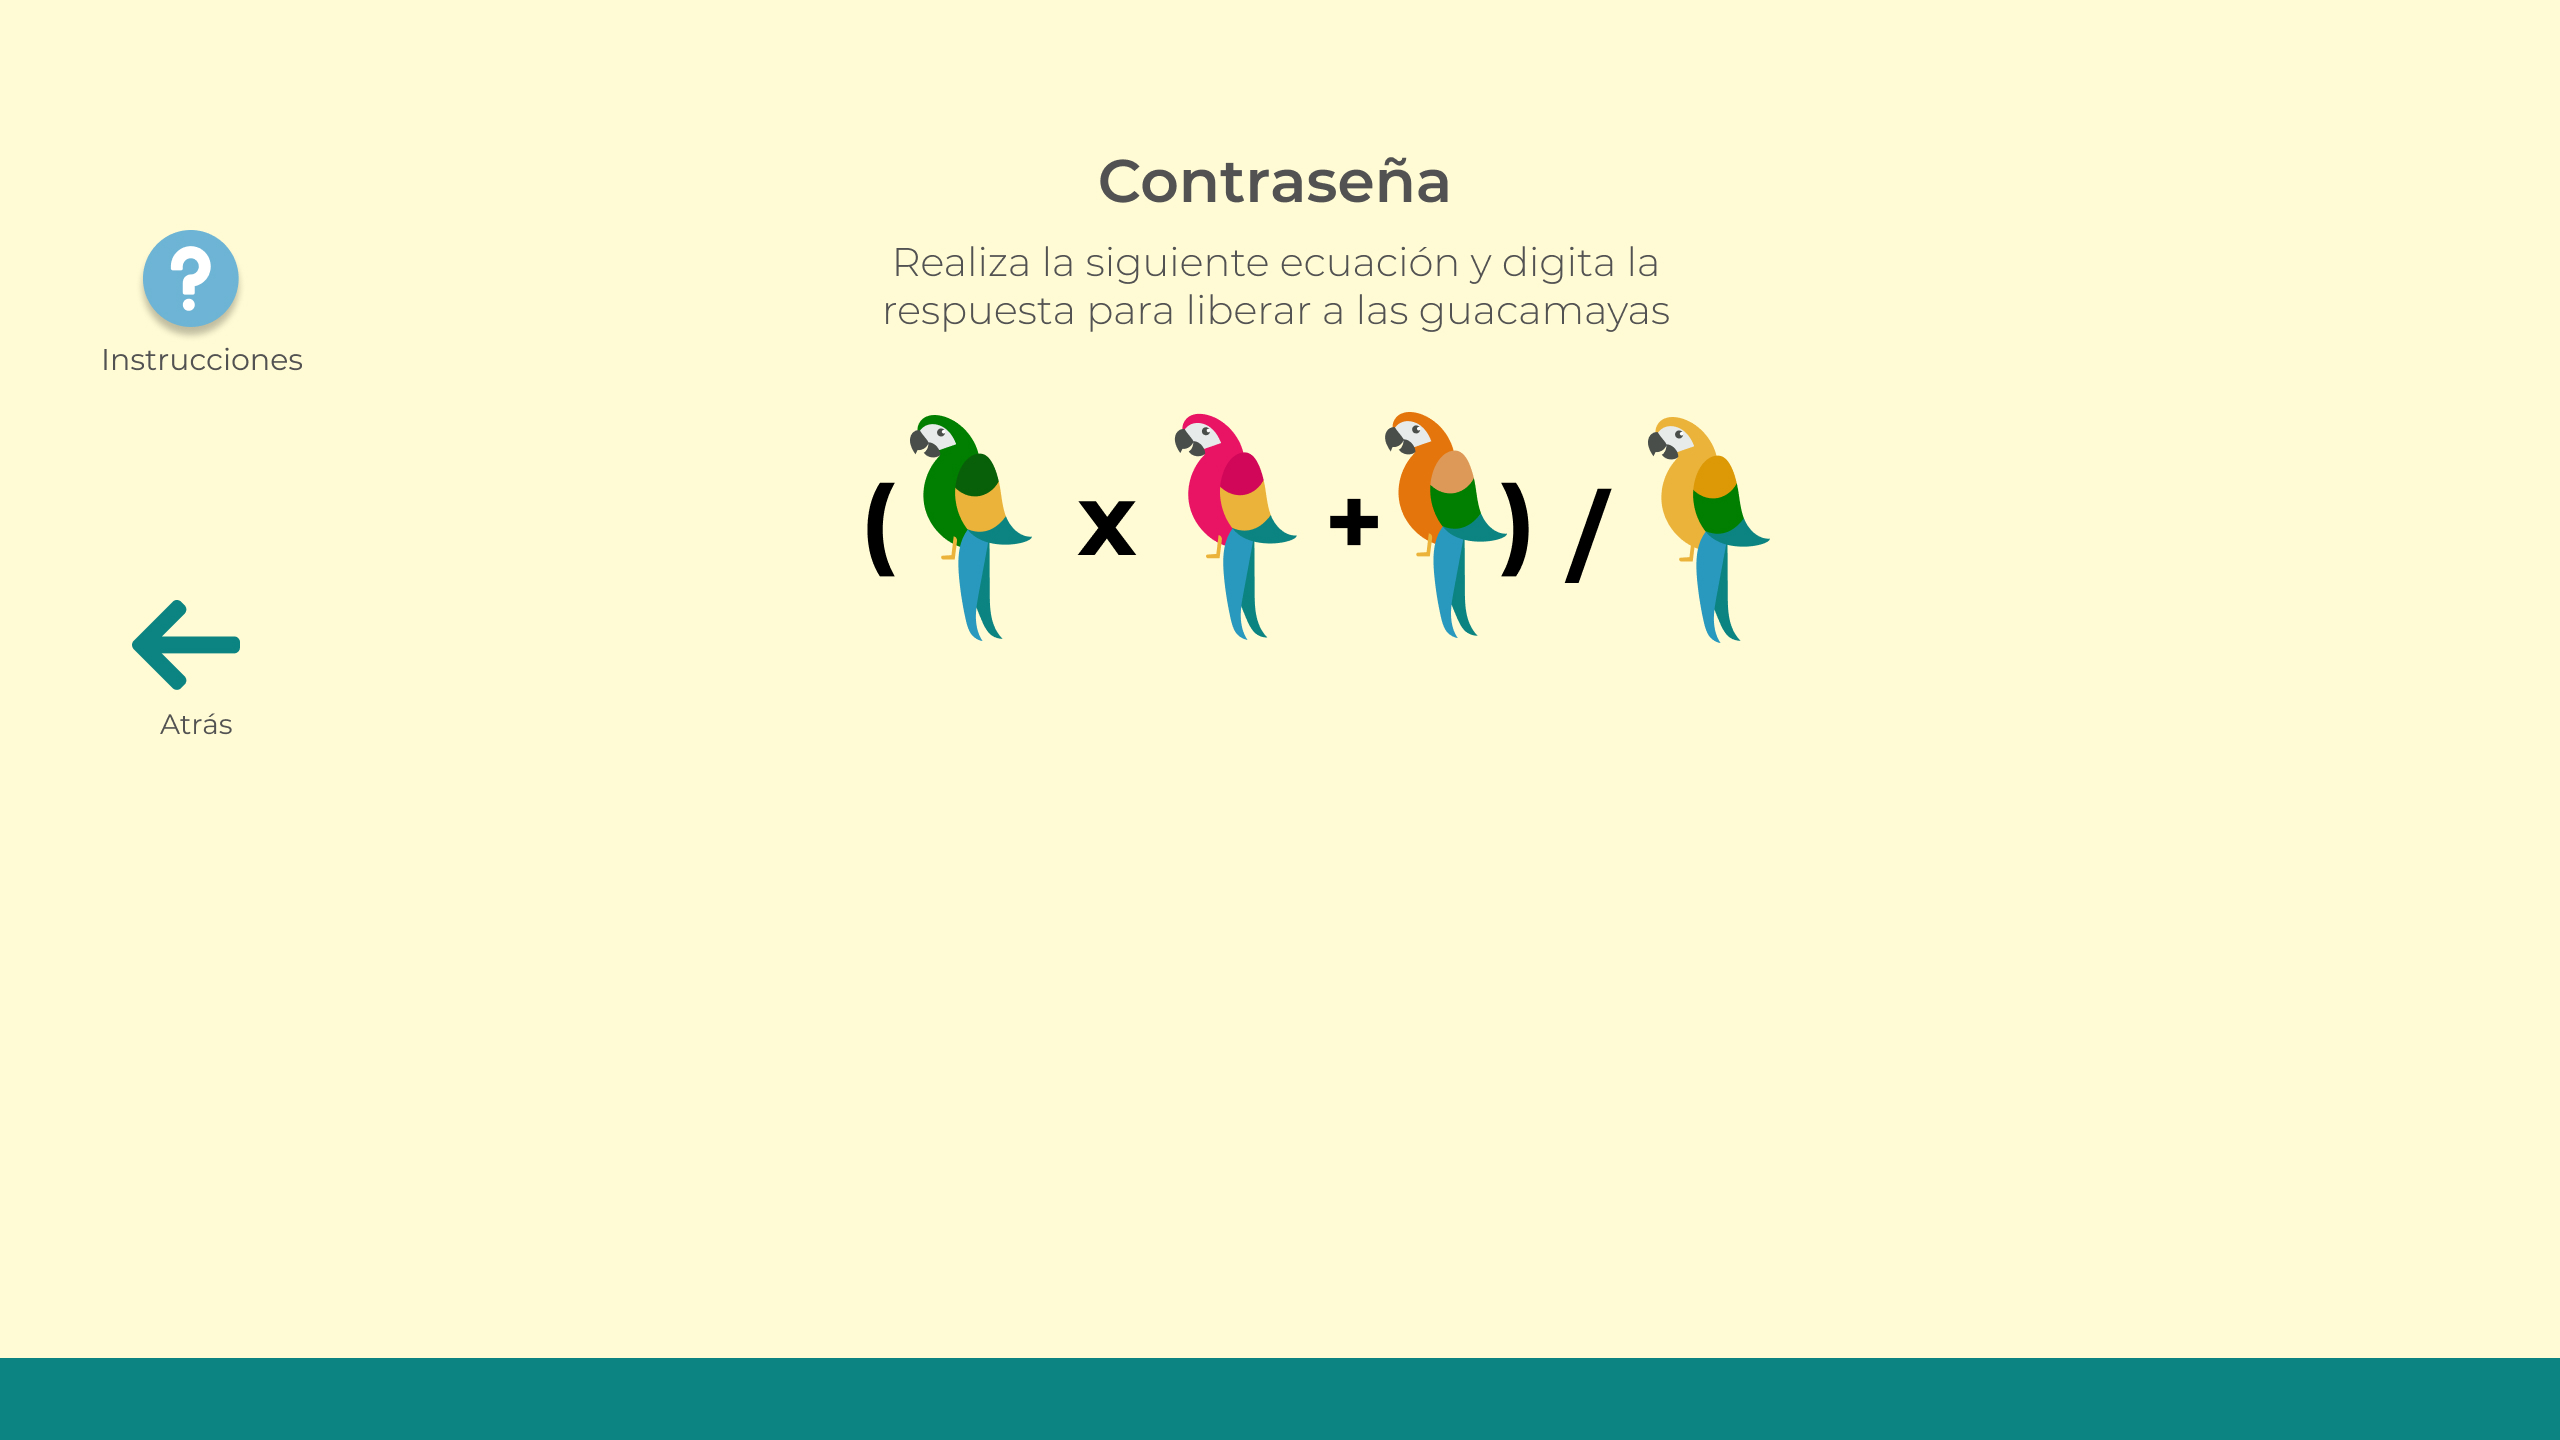 Contraseña
Realiza la siguiente ecuación y digita la
respuesta para liberar a las guacamayas
Instrucciones
( x + ) /
Atrás